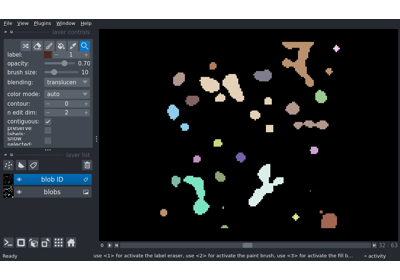 File View Plugins Window Help
layer controls
label: 1
opacity: 0.70
brush size: 10
blending: translucen
color mode: auto
contour: 0
n edit dim: 2
contiguous:
preserve labels:
show selected:
layer list
blob ID
blobs
32 63
Ready use <1> for activate the label eraser, use <2> for activate the paint brush, use <3> for activate the fill b... activity